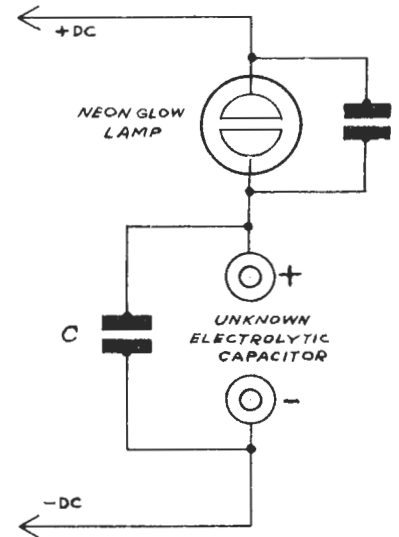 +DC
NEON GLOW
LAMP
+
C
UNKNOWN
ELECTROLYTIC
CAPACITOR
-
-DC